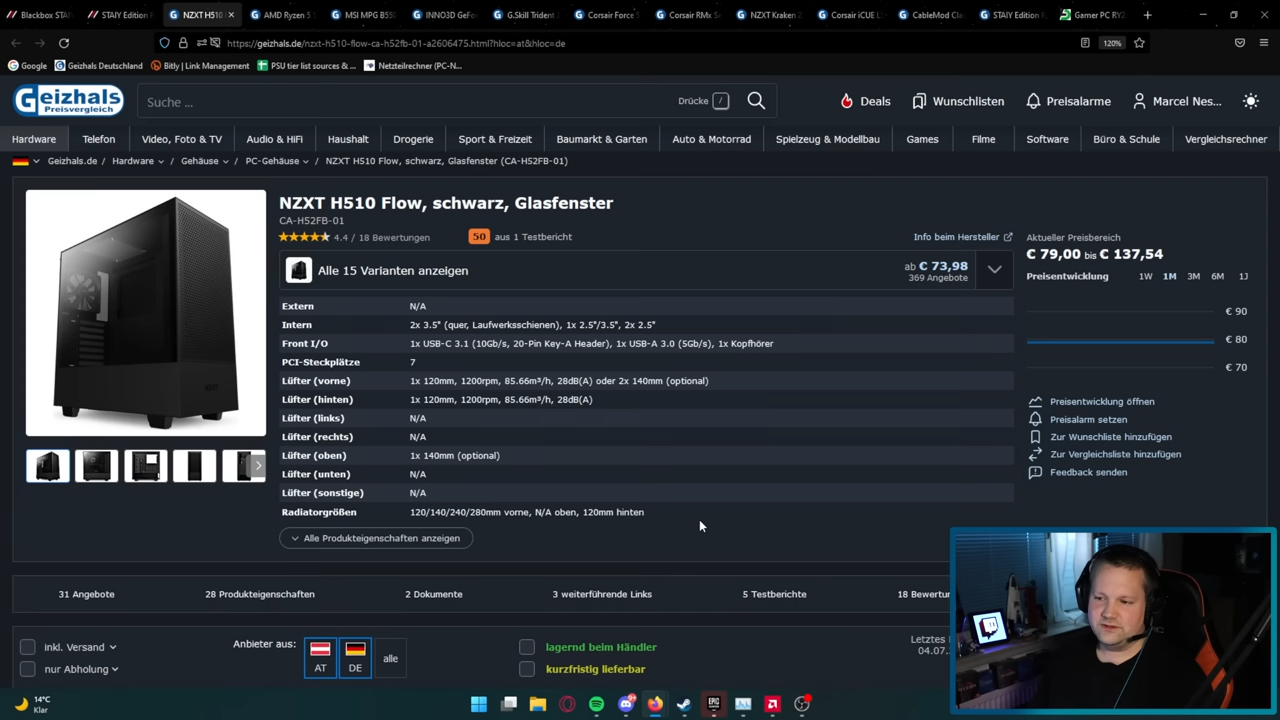 Blackbox STA
STAIY Edition R
NZXT H510 F
AMD Ryzen 5 5
MSI MPG B55
INNO3D GeFo
G.Skill Trident
Corsair Force S
Corsair RMx Se
NZXT Kraken Z
Corsair iCUE L
CableMod Cla
STAIY Edition R
Gamer PC RYZ
https://geizhals.de/nzxt-h510-flow-ca-h52fb-01-a2606475.html?hloc=at&hloc=de
120%
Google
Geizhals Deutschland
Bitly | Link Management
PSU tier list sources & ...
Netzteilrechner (PC-N...
Geizhals
Preisvergleich
Suche ...
Drücke /
Deals
Wunschlisten
Preisalarme
Marcel Nes...
Hardware
Telefon
Video, Foto & TV
Audio & HiFi
Haushalt
Drogerie
Sport & Freizeit
Baumarkt & Garten
Auto & Motorrad
Spielzeug & Modellbau
Games
Filme
Software
Büro & Schule
Vergleichsrechner
Geizhals.de / Hardware / Gehäuse / PC-Gehäuse / NZXT H510 Flow, schwarz, Glasfenster (CA-H52FB-01)
NZXT H510 Flow, schwarz, Glasfenster
CA-H52FB-01
4.4 / 18 Bewertungen
50 aus 1 Testbericht
Info beim Hersteller
Alle 15 Varianten anzeigen
ab € 73,98
369 Angebote
Aktueller Preisbereich
€ 79,00 bis € 137,54
Preisentwicklung
1W 1M 3M 6M 1J
€ 90
€ 80
€ 70
Extern N/A
Intern 2x 3.5" (quer, Laufwerksschienen), 1x 2.5"/3.5", 2x 2.5"
Front I/O 1x USB-C 3.1 (10Gb/s, 20-Pin Key-A Header), 1x USB-A 3.0 (5Gb/s), 1x Kopfhörer
PCI-Steckplätze 7
Lüfter (vorne) 1x 120mm, 1200rpm, 85.66m³/h, 28dB(A) oder 2x 140mm (optional)
Lüfter (hinten) 1x 120mm, 1200rpm, 85.66m³/h, 28dB(A)
Lüfter (links) N/A
Lüfter (rechts) N/A
Lüfter (oben) 1x 140mm (optional)
Lüfter (unten) N/A
Lüfter (sonstige) N/A
Radiatorgrößen 120/140/240/280mm vorne, N/A oben, 120mm hinten
Alle Produkteigenschaften anzeigen
Preisentwicklung öffnen
Preisalarm setzen
Zur Wunschliste hinzufügen
Zur Vergleichsliste hinzufügen
Feedback senden
31 Angebote
28 Produkteigenschaften
2 Dokumente
3 weiterführende Links
5 Testberichte
18 Bewertun
inkl. Versand
nur Abholung
Anbieter aus:
AT
DE
alle
lagernd beim Händler
kurzfristig lieferbar
Letztes
04.07.2
14°C
Klar
EPIC